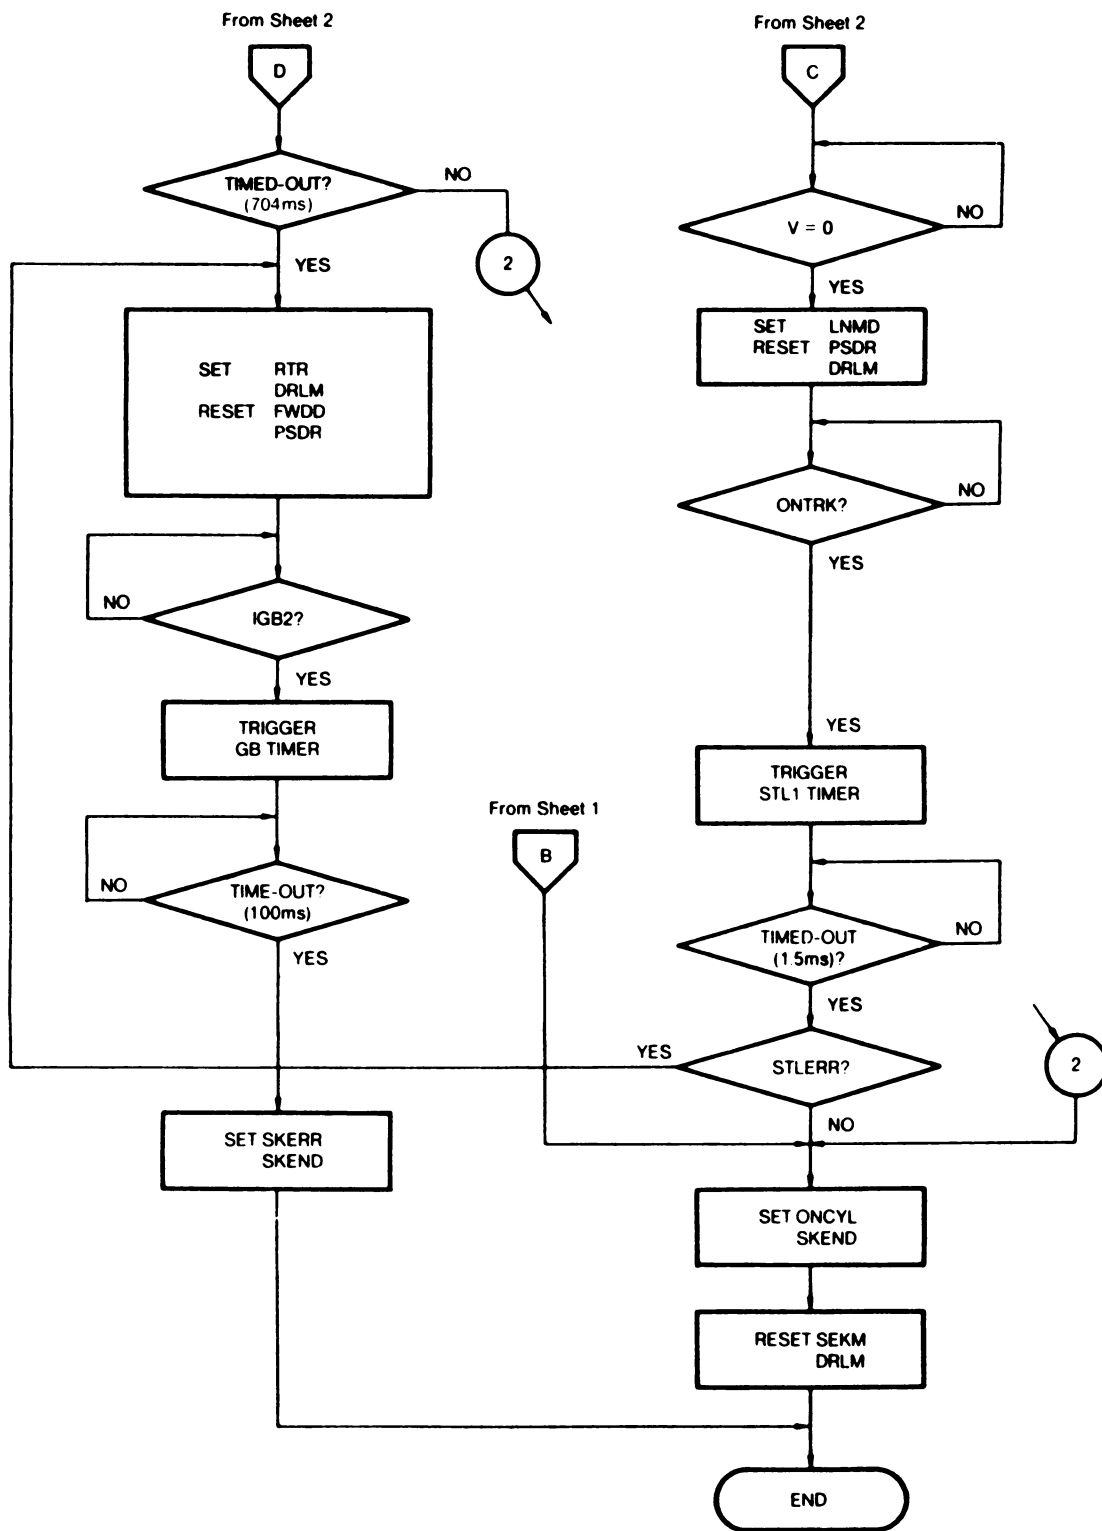 From Sheet 2
D
TIMED-OUT?
(704ms)
NO
2
YES
SET RTR
DRLM
RESET FWDD
PSDR
NO
IGB2?
YES
TRIGGER
GB TIMER
NO
TIME-OUT?
(100ms)
YES
SET SKERR
SKEND
From Sheet 1
B
From Sheet 2
C
V = 0
NO
YES
SET LNMD
RESET PSDR
DRLM
ONTRK?
NO
YES
YES
TRIGGER
STL1 TIMER
TIMED-OUT
(1.5ms)?
NO
YES
YES
STLERR?
2
NO
SET ONCYL
SKEND
RESET SEKM
DRLM
END